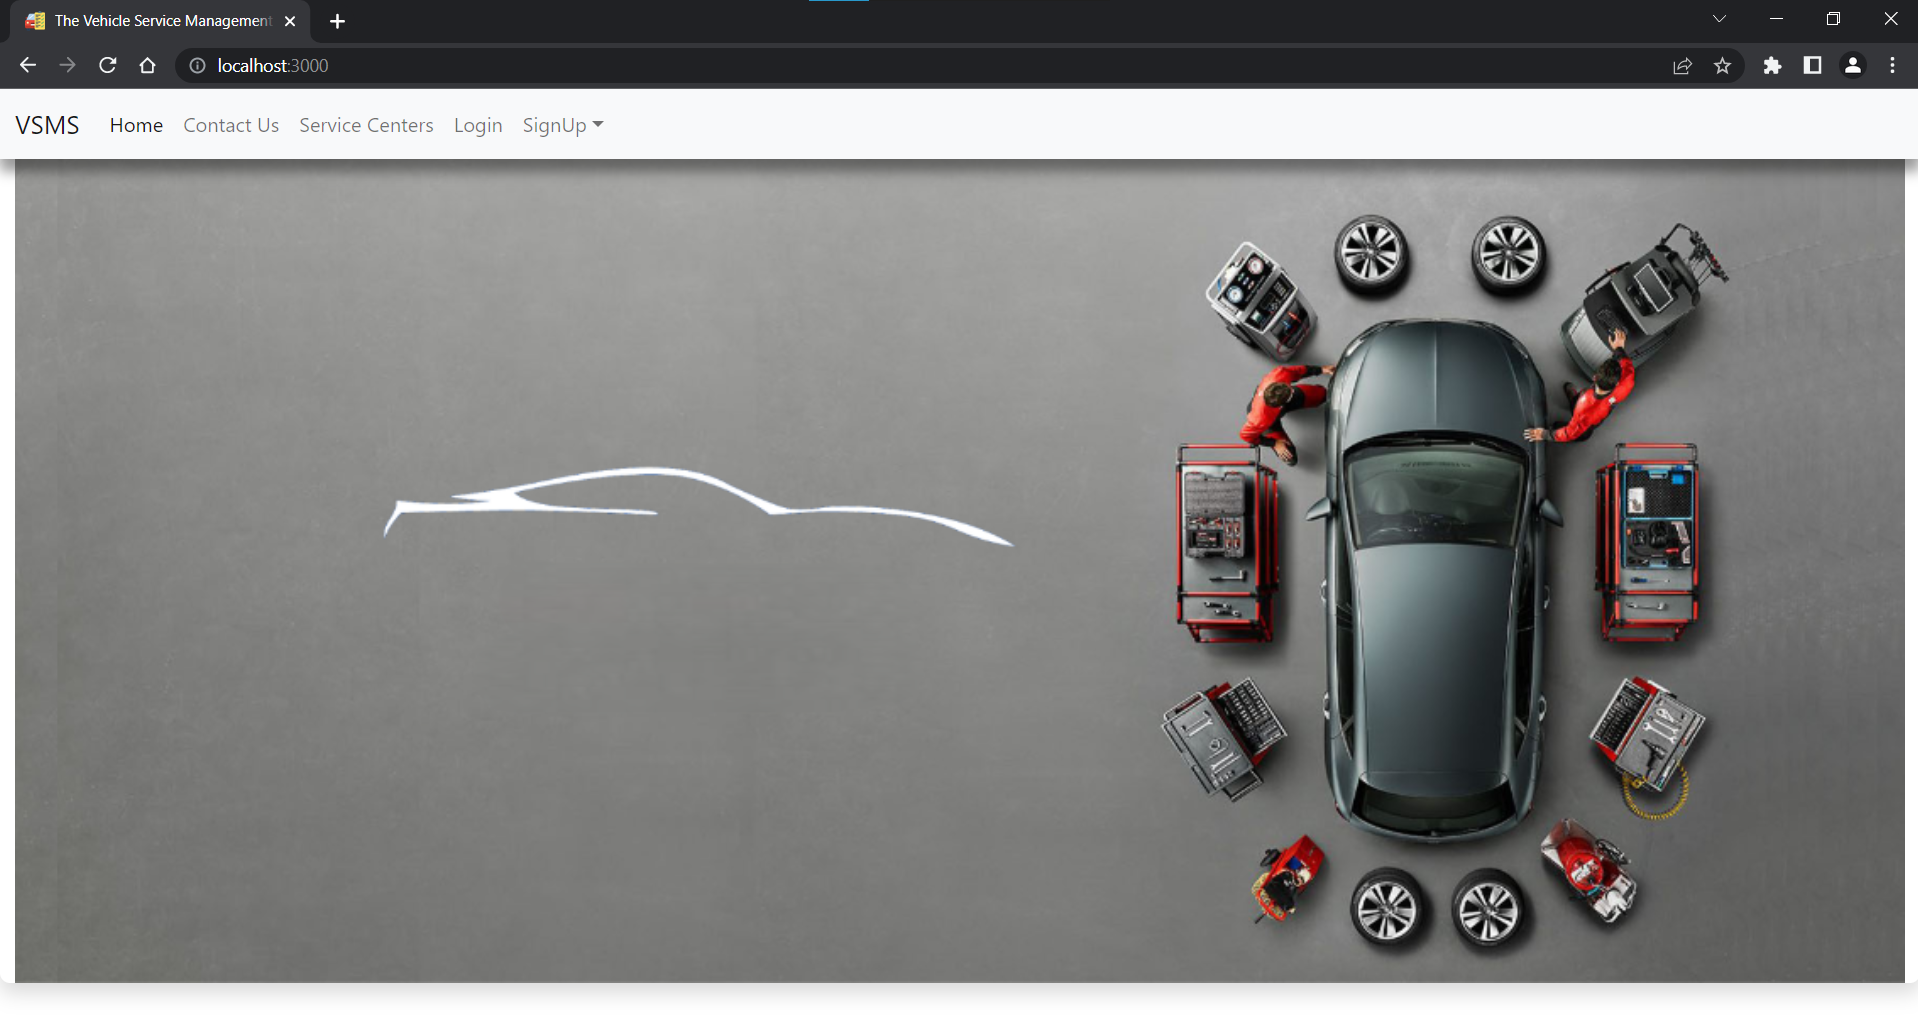 The Vehicle Service Management
localhost:3000
VSMS Home Contact Us Service Centers Login SignUp